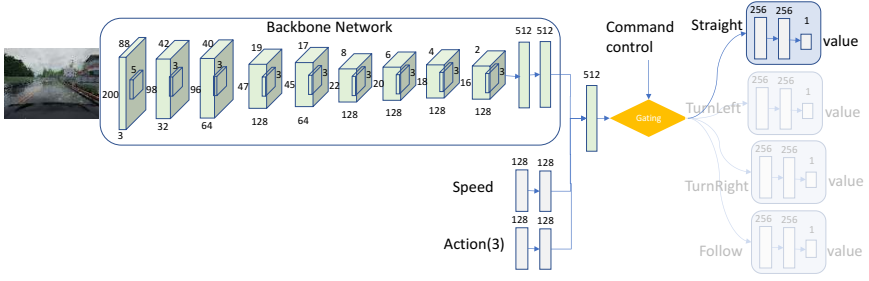 Backbone Network
88
5
200
3
42
3
98
32
40
3
96
64
19
3
47
128
17
3
45
64
8
3
22
128
6
3
20
128
4
3
18
128
2
3
16
128
512 512
Speed
128 128
Action(3)
128 128
512
Command
control
Gating
Straight
256 256 1
value
TurnLeft
256 256 1
value
TurnRight
256 256 1
value
Follow
256 256 1
value